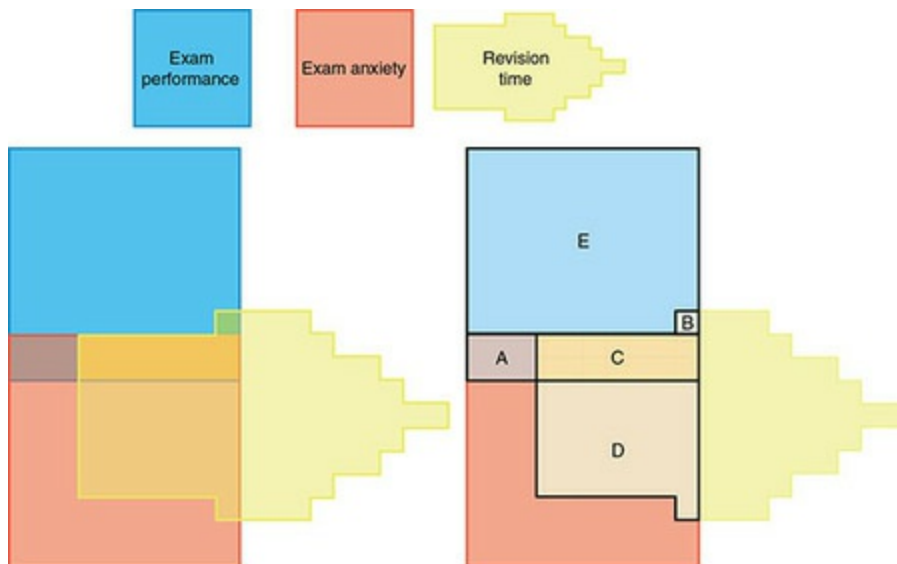 Exam
performance
Exam anxiety
Revision
time
E
B
A
C
D